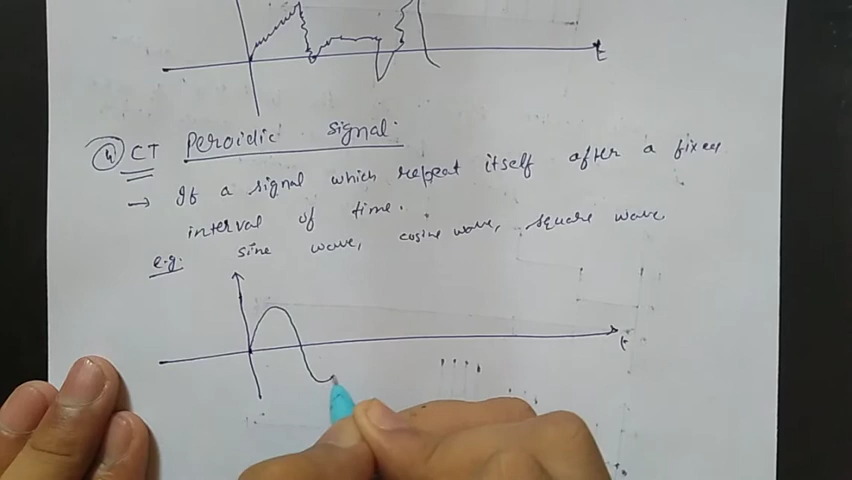 t
4) CT Peroidic signal.
→ If a signal which repeat itself after a fixed
interval of time.
e.g. sine wave, cosine wave, square wave
t